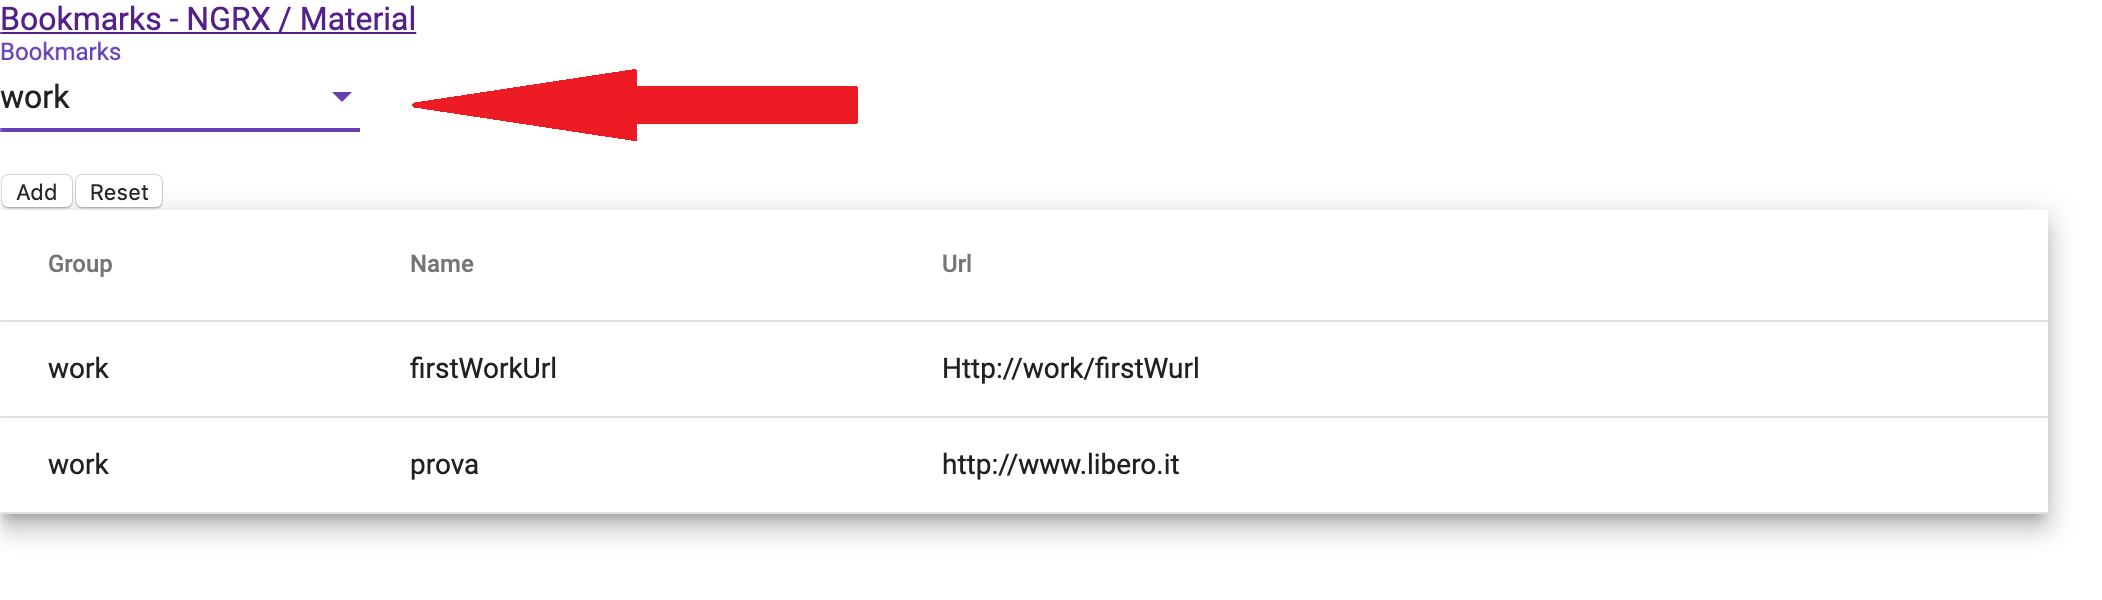 Bookmarks - NGRX / Material
Bookmarks
work
Add Reset
Group Name Url
work firstWorkUrl Http://work/firstWurl
work prova http://www.libero.it